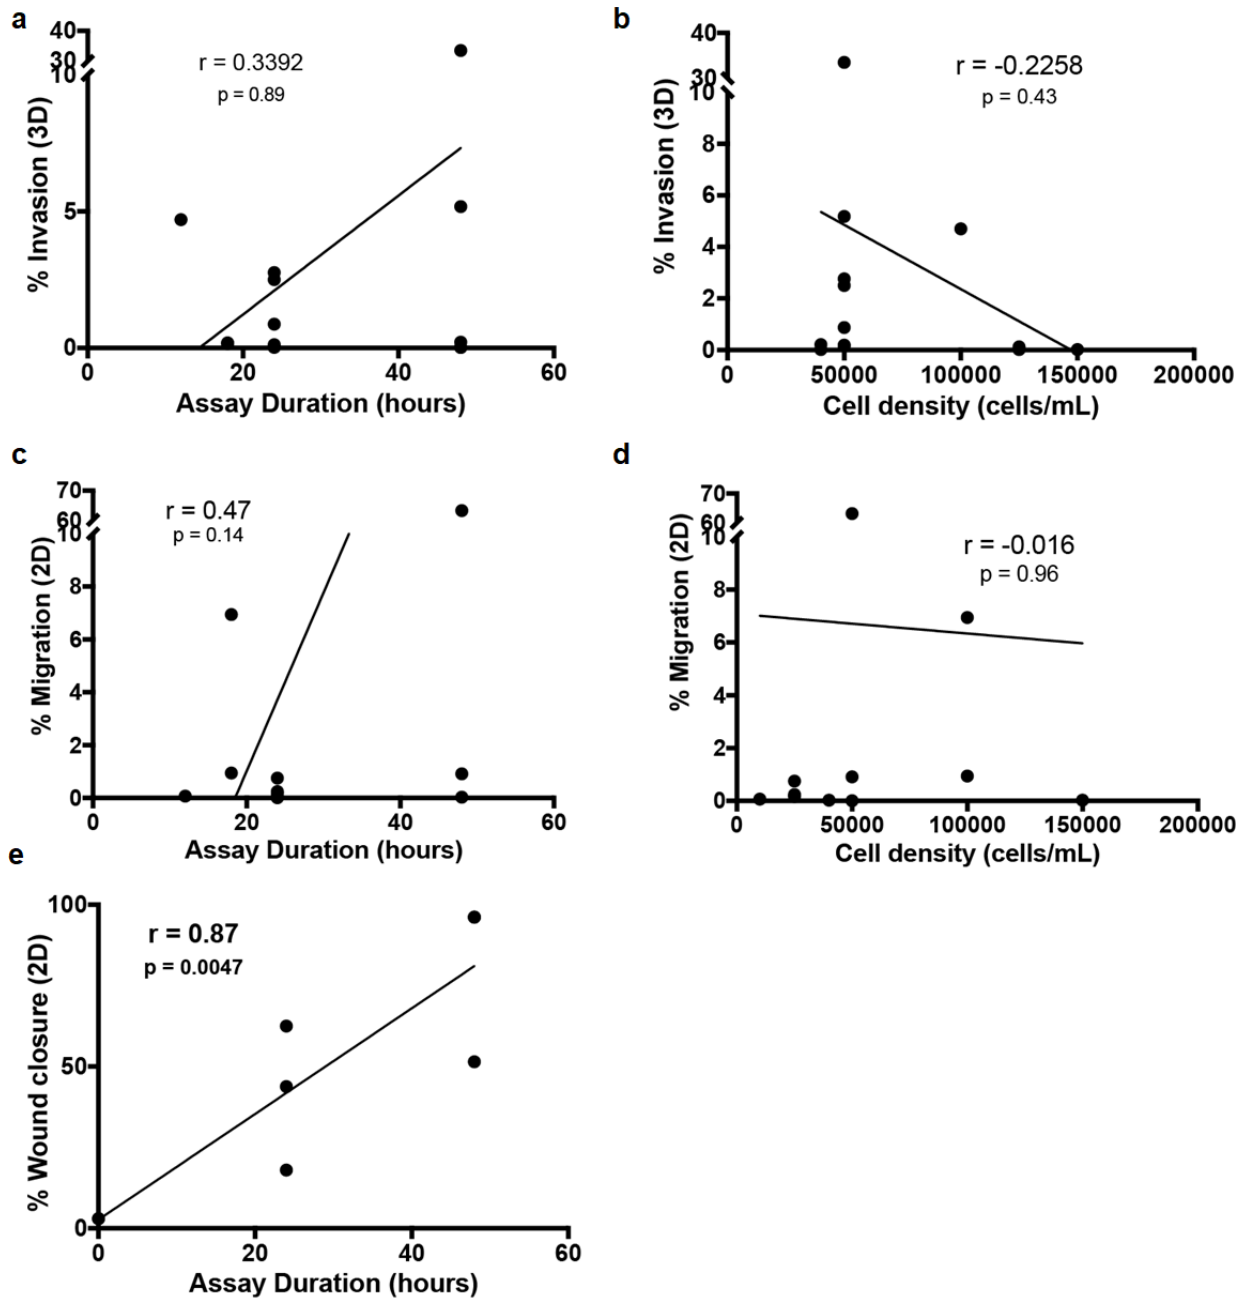 a
40
30
10
5
0
% Invasion (3D)
r = 0.3392
p = 0.89
0 20 40 60
Assay Duration (hours)
b
40
30
10
8
6
4
2
0
% Invasion (3D)
r = -0.2258
p = 0.43
0 50000 100000 150000 200000
Cell density (cells/mL)
c
70
60
10
8
6
4
2
0
% Migration (2D)
r = 0.47
p = 0.14
0 20 40 60
Assay Duration (hours)
d
70
60
10
8
6
4
2
0
% Migration (2D)
r = -0.016
p = 0.96
0 50000 100000 150000 200000
Cell density (cells/mL)
e
100
50
0
% Wound closure (2D)
r = 0.87
p = 0.0047
0 20 40 60
Assay Duration (hours)